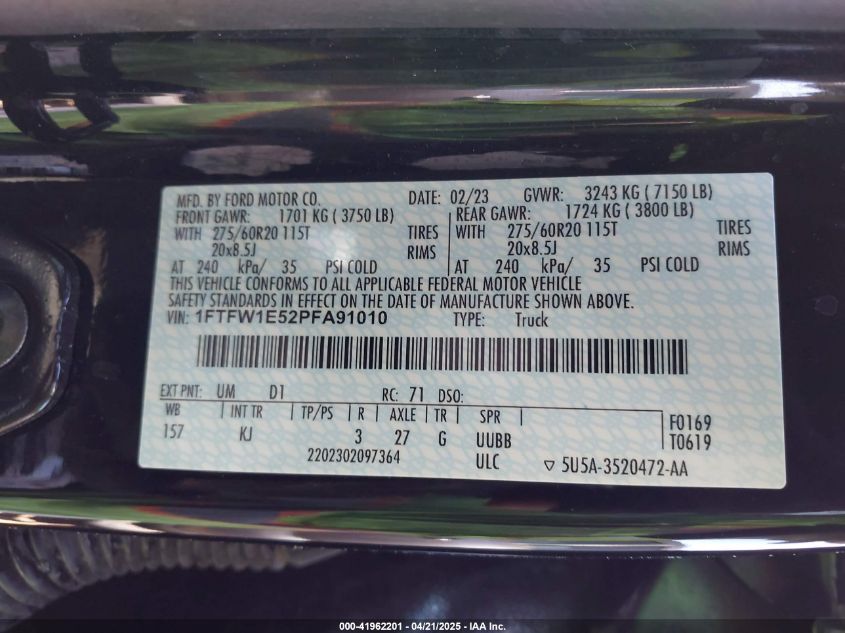 MFD. BY FORD MOTOR CO. DATE: 02/23 GVWR: 3243 KG ( 7150 LB)
FRONT GAWR: 1701 KG ( 3750 LB) REAR GAWR: 1724 KG ( 3800 LB)
WITH 275/60R20 115T TIRES WITH 275/60R20 115T TIRES
20x8.5J RIMS 20x8.5J RIMS
AT 240 kPa/ 35 PSI COLD AT 240 kPa/ 35 PSI COLD
THIS VEHICLE CONFORMS TO ALL APPLICABLE FEDERAL MOTOR VEHICLE
SAFETY STANDARDS IN EFFECT ON THE DATE OF MANUFACTURE SHOWN ABOVE.
VIN: 1FTFW1E52PFA91010 TYPE: Truck
EXT PNT: UM D1 RC: 71 DSO:
WB INT TR TP/PS R AXLE TR SPR F0169
157 KJ 3 27 G UUBB T0619
2202302097364 ULC ▽ 5U5A-3520472-AA
000-41962201 - 04/21/2025 - IAA Inc.